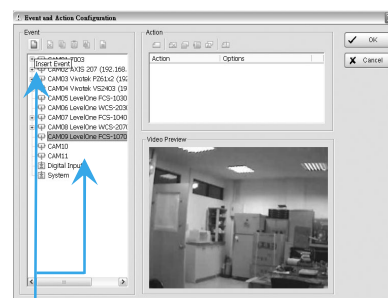 Event and Action Configuration
Event
Action
OK
Cancel
Insert Event
Action Options
7003
CAM02 AXIS 207 (192.168.
CAM03 Vivotek PZ61x2 (192
CAM04 Vivotek VS2403 (19
CAM05 LevelOne FCS-1030
CAM06 LevelOne WCS-203
CAM07 LevelOne FCS-1040
CAM08 LevelOne WCS-207
CAM09 LevelOne FCS-1070
CAM10
CAM11
Digital Input
System
Video Preview